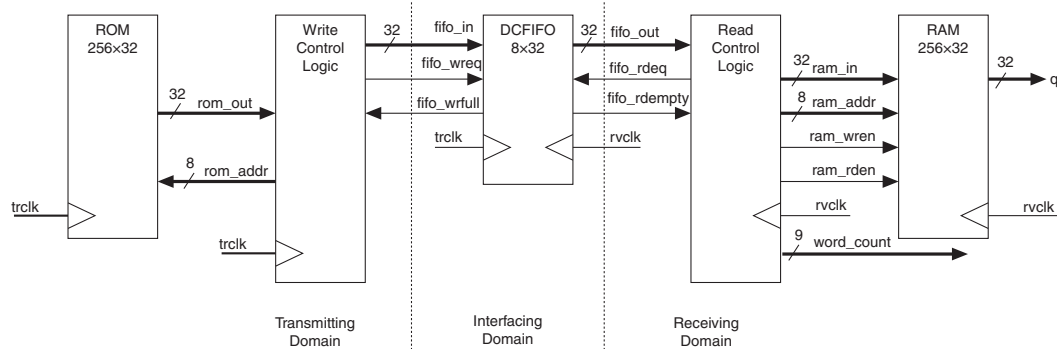 ROM
256×32
Write
Control
Logic
DCFIFO
8×32
Read
Control
Logic
RAM
256×32
32
fifo_in
32
fifo_out
fifo_wreq
fifo_rdeq
32
ram_in
32
q
32
rom_out
fifo_wrfull
fifo_rdempty
8
ram_addr
trclk
rvclk
ram_wren
8
rom_addr
ram_rden
trclk
rvclk
rvclk
trclk
9
word_count
Transmitting
Domain
Interfacing
Domain
Receiving
Domain